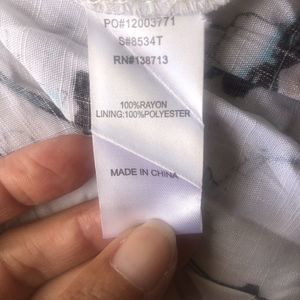 PO#12003771
S#8534T
RN#138713
100%RAYON
LINING:100%POLYESTER
MADE IN CHINA